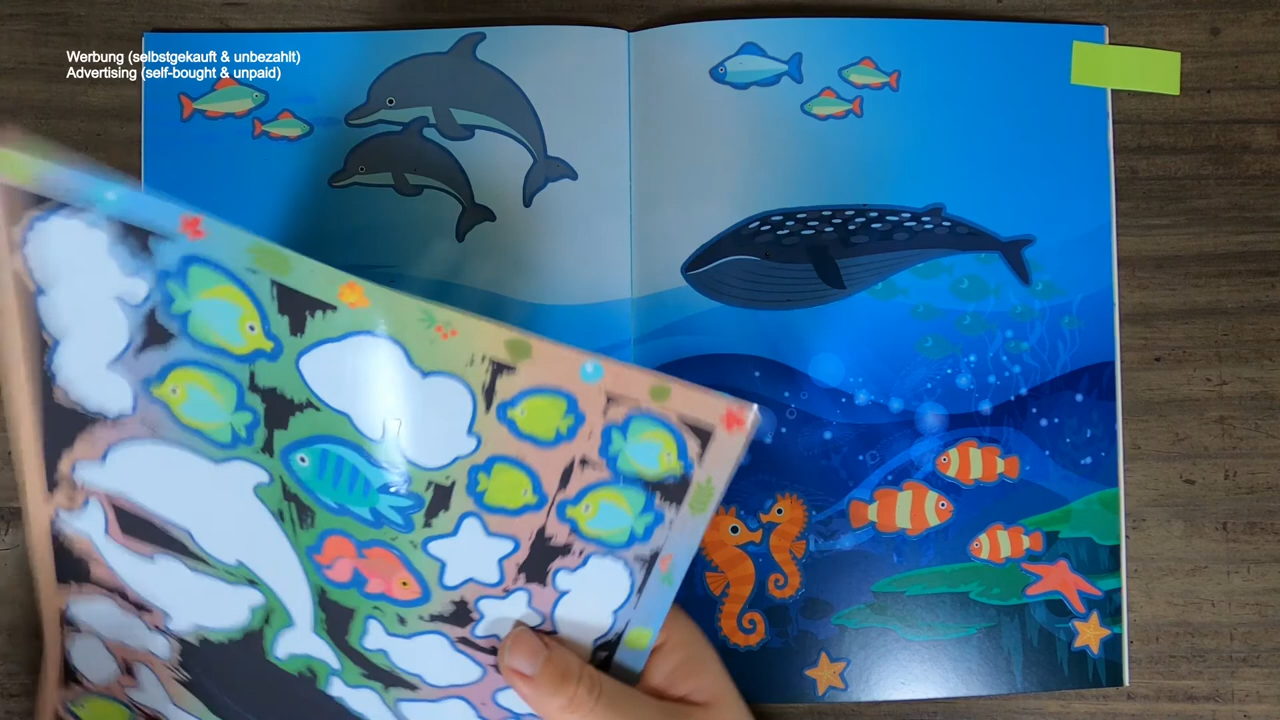 Werbung (selbstgekauft & unbezahlt)
Advertising (self-bought & unpaid)